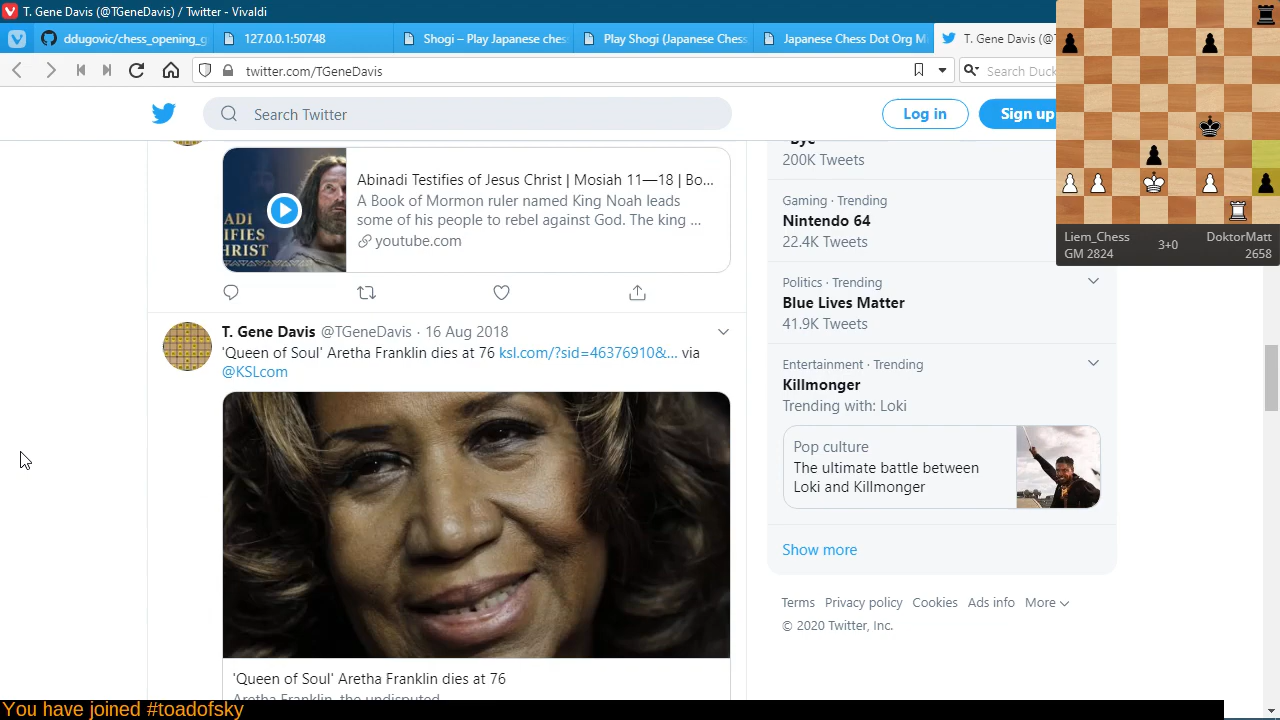 T. Gene Davis (@TGeneDavis) / Twitter - Vivaldi
ddugovic/chess_opening_g
127.0.0.1:50748
Shogi – Play Japanese ches
Play Shogi (Japanese Chess
Japanese Chess Dot Org M
T. Gene Davis (@T
twitter.com/TGeneDavis
Search Duck
Search Twitter
Log in
Sign up
ADI
IFIES
HRIST
Abinadi Testifies of Jesus Christ | Mosiah 11—18 | Bo...
A Book of Mormon ruler named King Noah leads
some of his people to rebel against God. The king ...
youtube.com
T. Gene Davis @TGeneDavis · 16 Aug 2018
'Queen of Soul' Aretha Franklin dies at 76 ksl.com/?sid=46376910&... via
@KSLcom
'Queen of Soul' Aretha Franklin dies at 76
Aretha Franklin, the undisputed
200K Tweets
Gaming · Trending
Nintendo 64
22.4K Tweets
Politics · Trending
Blue Lives Matter
41.9K Tweets
Entertainment · Trending
Killmonger
Trending with: Loki
Pop culture
The ultimate battle between
Loki and Killmonger
Show more
Terms Privacy policy Cookies Ads info More
© 2020 Twitter, Inc.
Liem_Chess
GM 2824
3+0
DoktorMatt
2658
You have joined #toadofsky